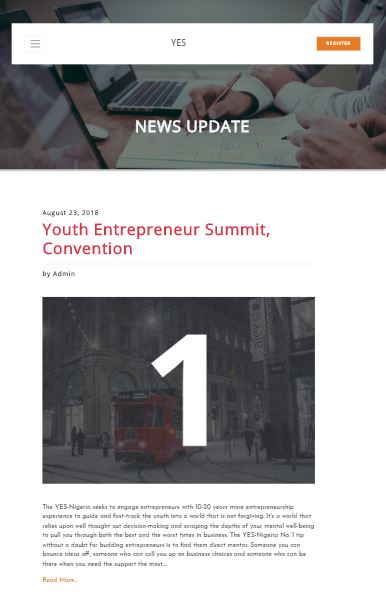 YES
REGISTER
NEWS UPDATE
August 23, 2018
Youth Entrepreneur Summit,
Convention
by Admin
1
The YES-Nigeria seeks to engage entrepreneurs with 10-20 years more entrepreneurship
experience to guide and fast-track the youth into a world that is not forgiving. It's a world that
relies upon well thought out decision-making and scraping the depths of your mental well-being
to pull you through both the best and the worst times in business. The YES-Nigeria No. 1 tip
without a doubt for budding entrepreneurs is to find them direct mentor. Someone you can
bounce ideas off, someone who can call you up on business choices and someone who can be
there when you need the support the most...
Read More..